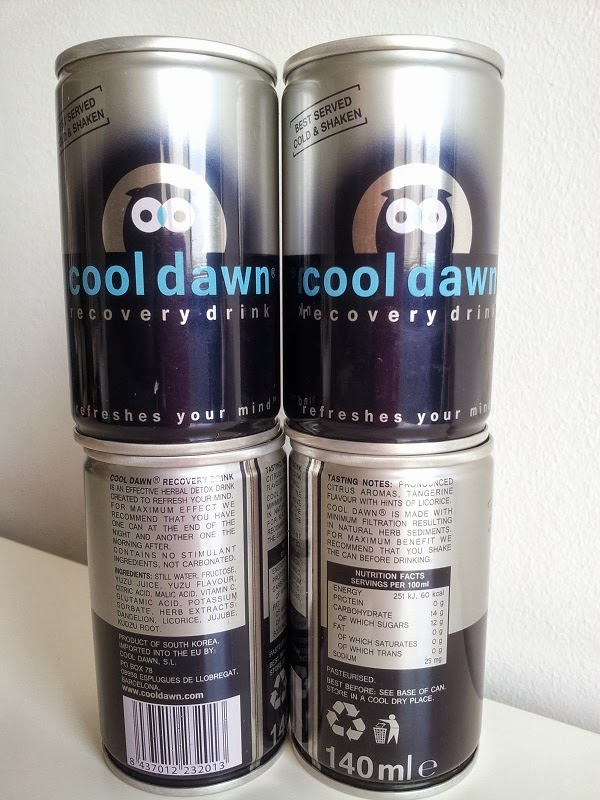 SERVED
& SHAKEN
cool dawn®
recovery drink
refreshes your mind™
BEST SERVED
COLD & SHAKEN
cool dawn
recovery drin
refreshes your min
COOL DAWN® RECOVERY DRINK
IS AN EFFECTIVE HERBAL DETOX DRINK
CREATED TO REFRESH YOUR MIND.
FOR MAXIMUM EFFECT WE
RECOMMEND THAT YOU HAVE
ONE CAN AT THE END OF THE
NIGHT AND ANOTHER ONE THE
MORNING AFTER.
CONTAINS NO STIMULANT
INGREDIENTS, NOT CARBONATED.
INGREDIENTS: STILL WATER, FRUCTOSE,
YUZU JUICE, YUZU FLAVOUR,
CITRIC ACID, MALIC ACID, VITAMIN C,
GLUTAMIC ACID, POTASSIUM
SORBATE, HERB EXTRACTS:
DANDELION, LICORICE, JUJUBE,
KUDZU ROOT.
PRODUCT OF SOUTH KOREA.
IMPORTED INTO THE EU BY:
COOL DAWN, S.L.
PO BOX 78
08950 ESPLUGUES DE LLOBREGAT,
BARCELONA.
www.cooldawn.com
8 437012 232013
TASTING NOTES: PRONOUNCED
CITRUS AROMAS, TANGERINE
FLAVOUR WITH HINTS OF LICORICE.
COOL DAWN® IS MADE WITH
MINIMUM FILTRATION RESULTING
IN NATURAL HERB SEDIMENTS.
FOR MAXIMUM BENEFIT WE
RECOMMEND THAT YOU SHAKE
THE CAN BEFORE DRINKING.
NUTRITION FACTS
SERVINGS PER 100ml
ENERGY 251 kJ, 60 kcal
PROTEIN 0 g
CARBOHYDRATE 14 g
OF WHICH SUGARS 12 g
FAT 0 g
OF WHICH SATURATES 0 g
OF WHICH TRANS 0 g
SODIUM 25 mg
PASTEURISED.
BEST BEFORE: SEE BASE OF CAN.
STORE IN A COOL DRY PLACE.
140ml e